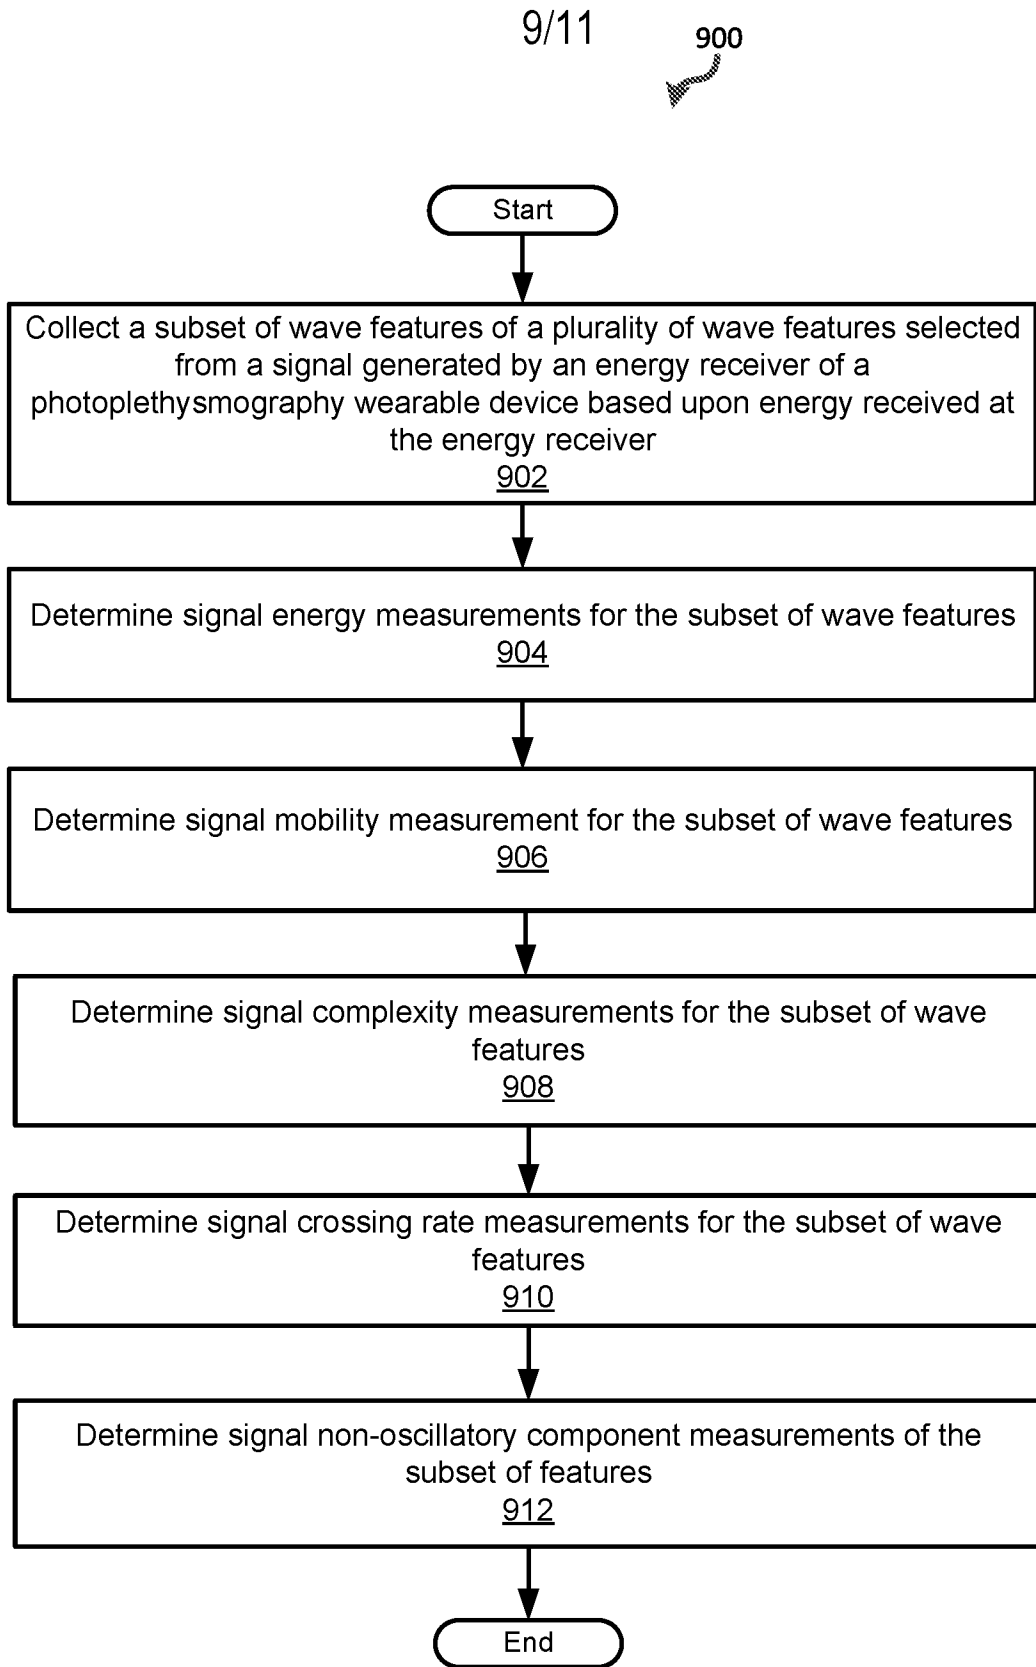 9/11
900
Start
Collect a subset of wave features of a plurality of wave features selected
from a signal generated by an energy receiver of a
photoplethysmography wearable device based upon energy received at
the energy receiver
902
Determine signal energy measurements for the subset of wave features
904
Determine signal mobility measurement for the subset of wave features
906
Determine signal complexity measurements for the subset of wave
features
908
Determine signal crossing rate measurements for the subset of wave
features
910
Determine signal non-oscillatory component measurements of the
subset of features
912
End